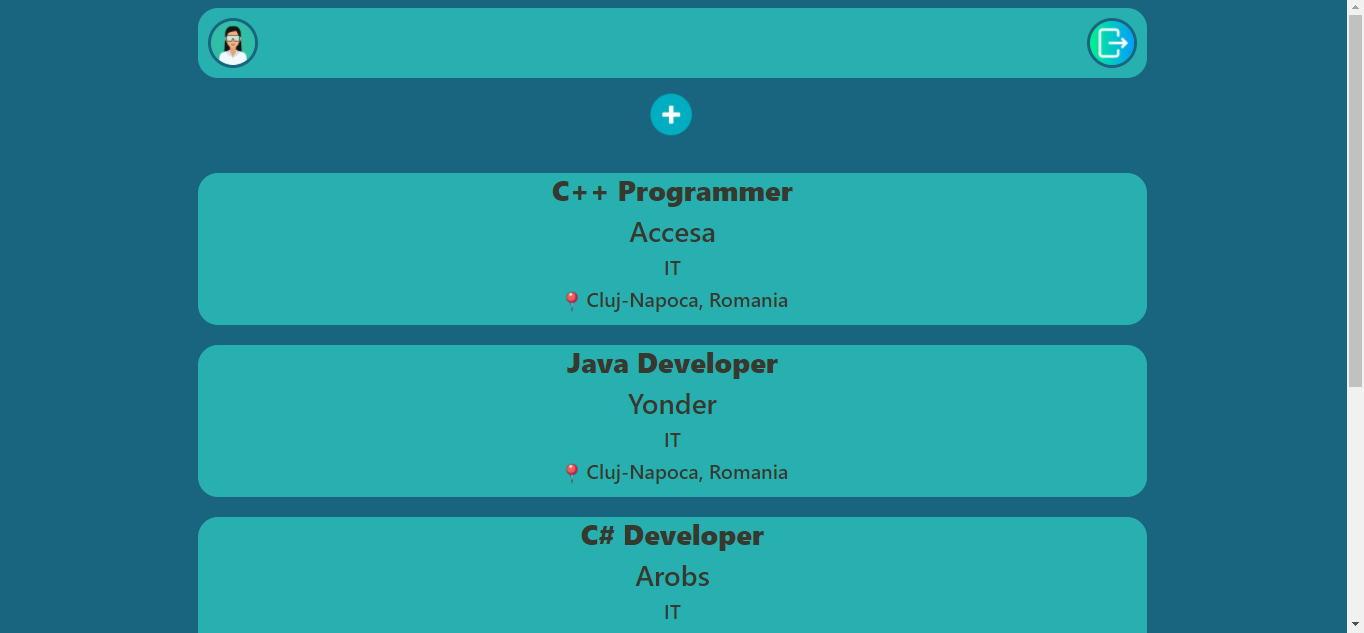 C++ Programmer
Accesa
IT
📍 Cluj-Napoca, Romania
Java Developer
Yonder
IT
📍 Cluj-Napoca, Romania
C# Developer
Arobs
IT